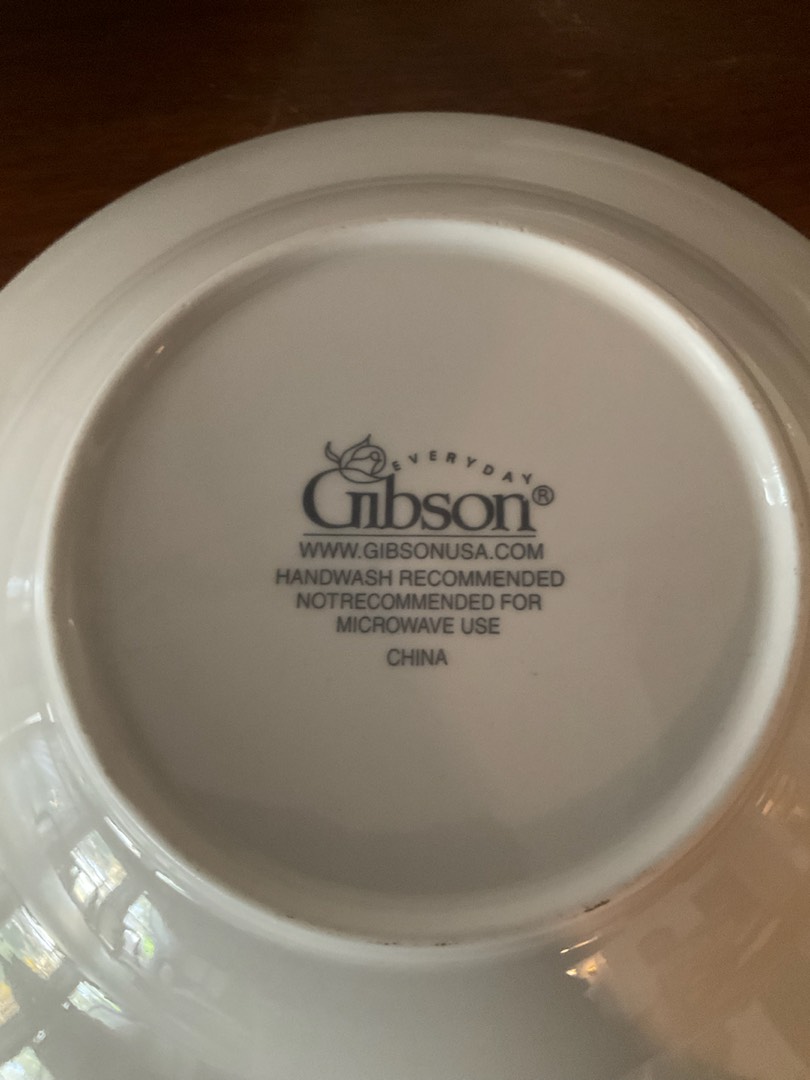 EVERYDAY
Gibson®
WWW.GIBSONUSA.COM
HANDWASH RECOMMENDED
NOTRECOMMENDED FOR
MICROWAVE USE
CHINA